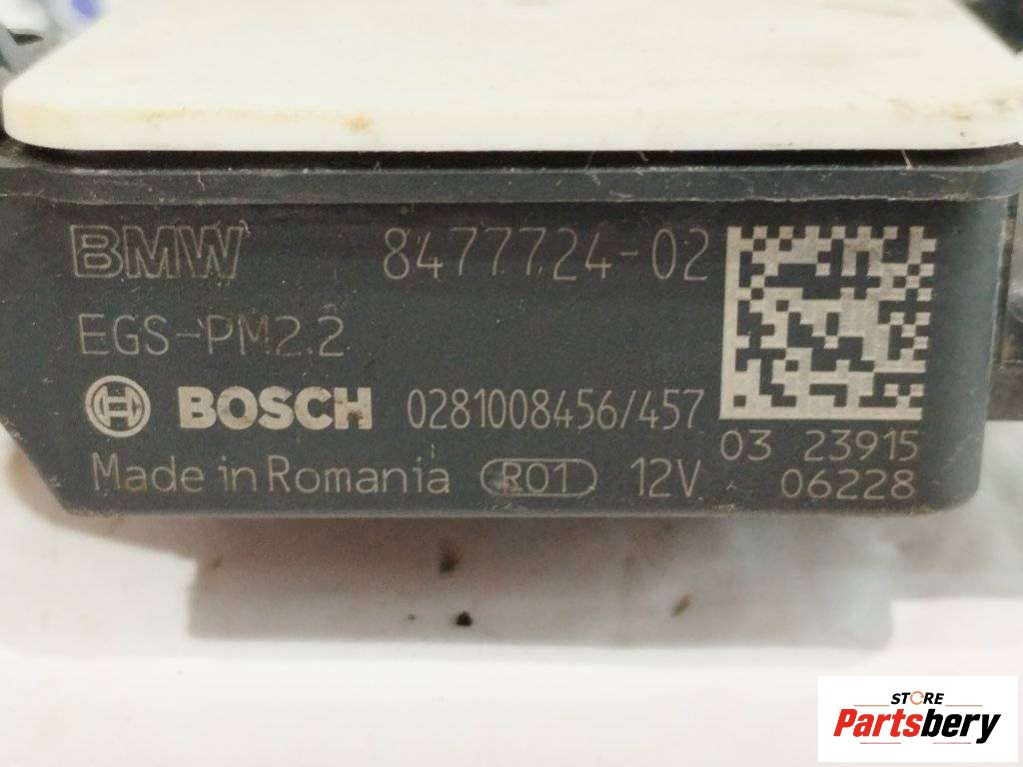 BMW 8477724-02
EGS-PM2.2
BOSCH 0281008456/457
03 23915
Made in Romania R01 12V 06228
STORE
Partsbery